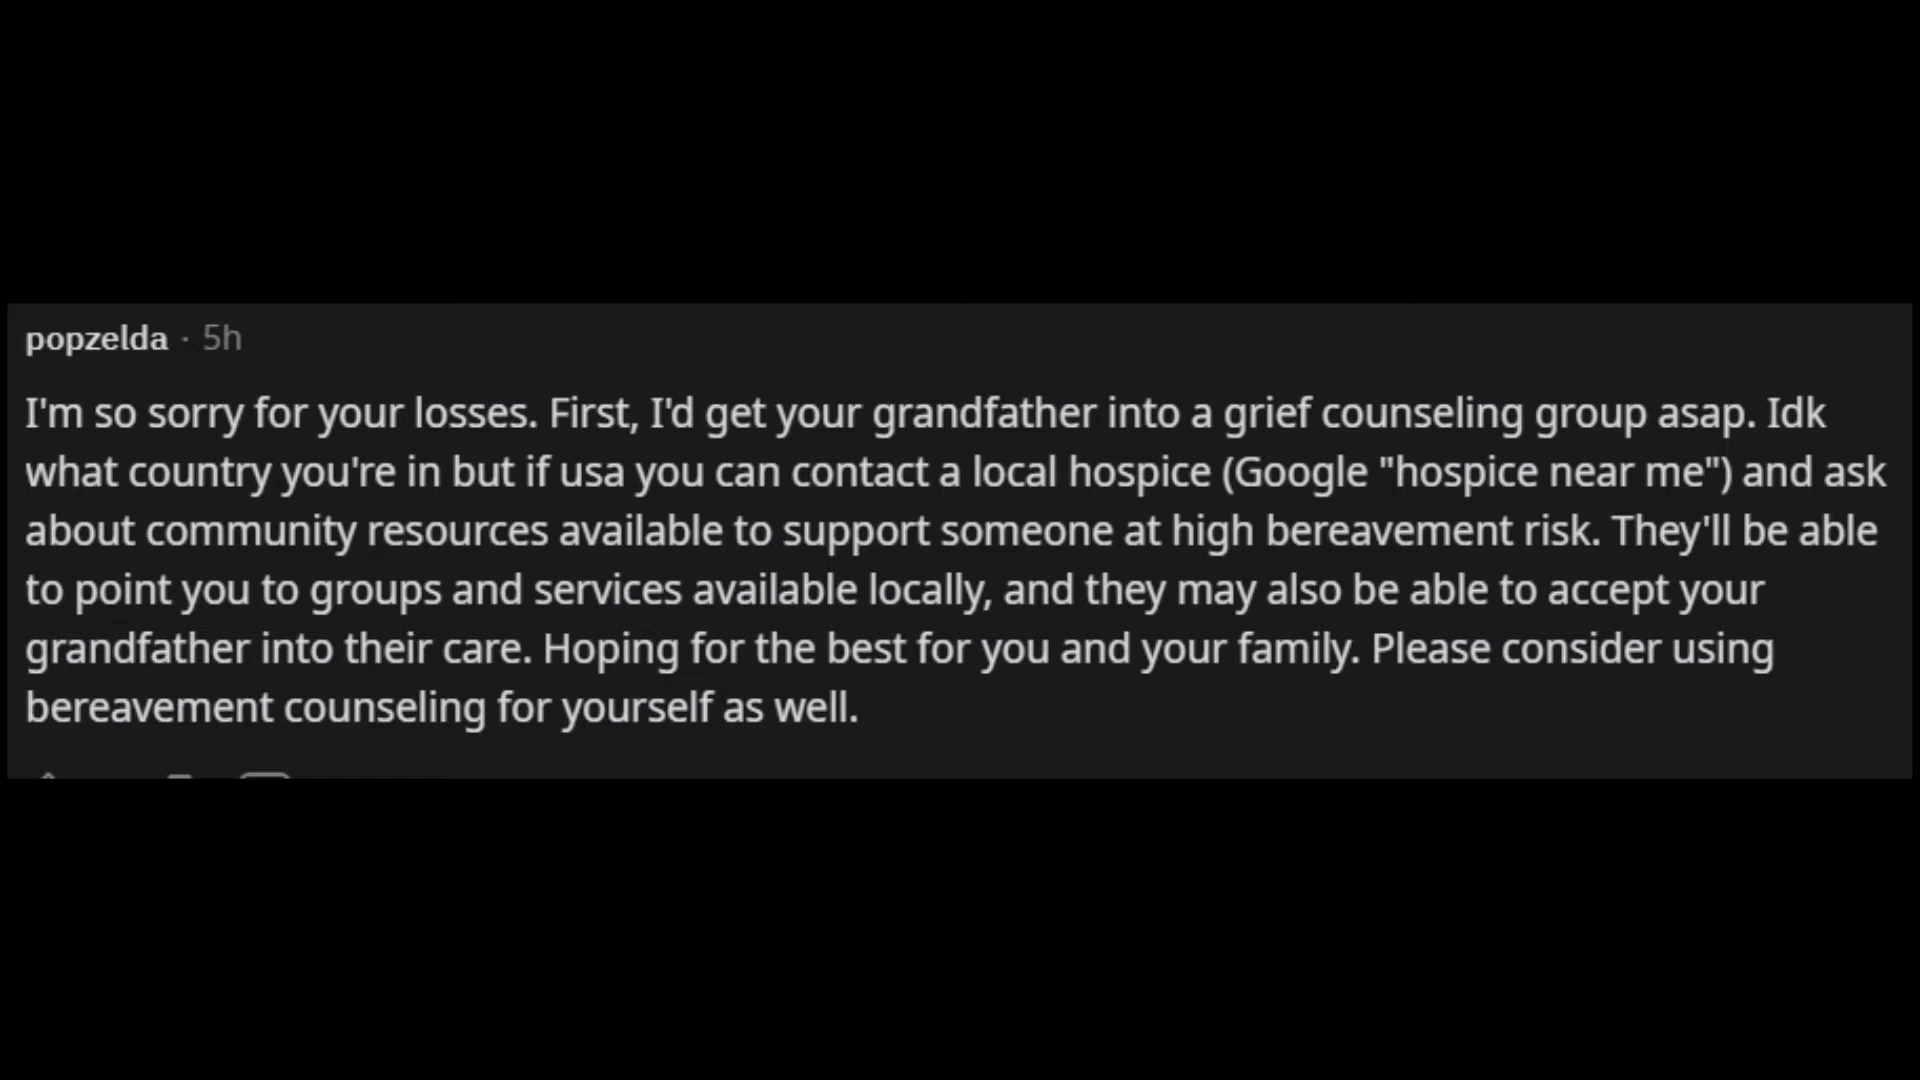 popzelda · 5h
I'm so sorry for your losses. First, I'd get your grandfather into a grief counseling group asap. Idk
what country you're in but if usa you can contact a local hospice (Google "hospice near me") and ask
about community resources available to support someone at high bereavement risk. They'll be able
to point you to groups and services available locally, and they may also be able to accept your
grandfather into their care. Hoping for the best for you and your family. Please consider using
bereavement counseling for yourself as well.